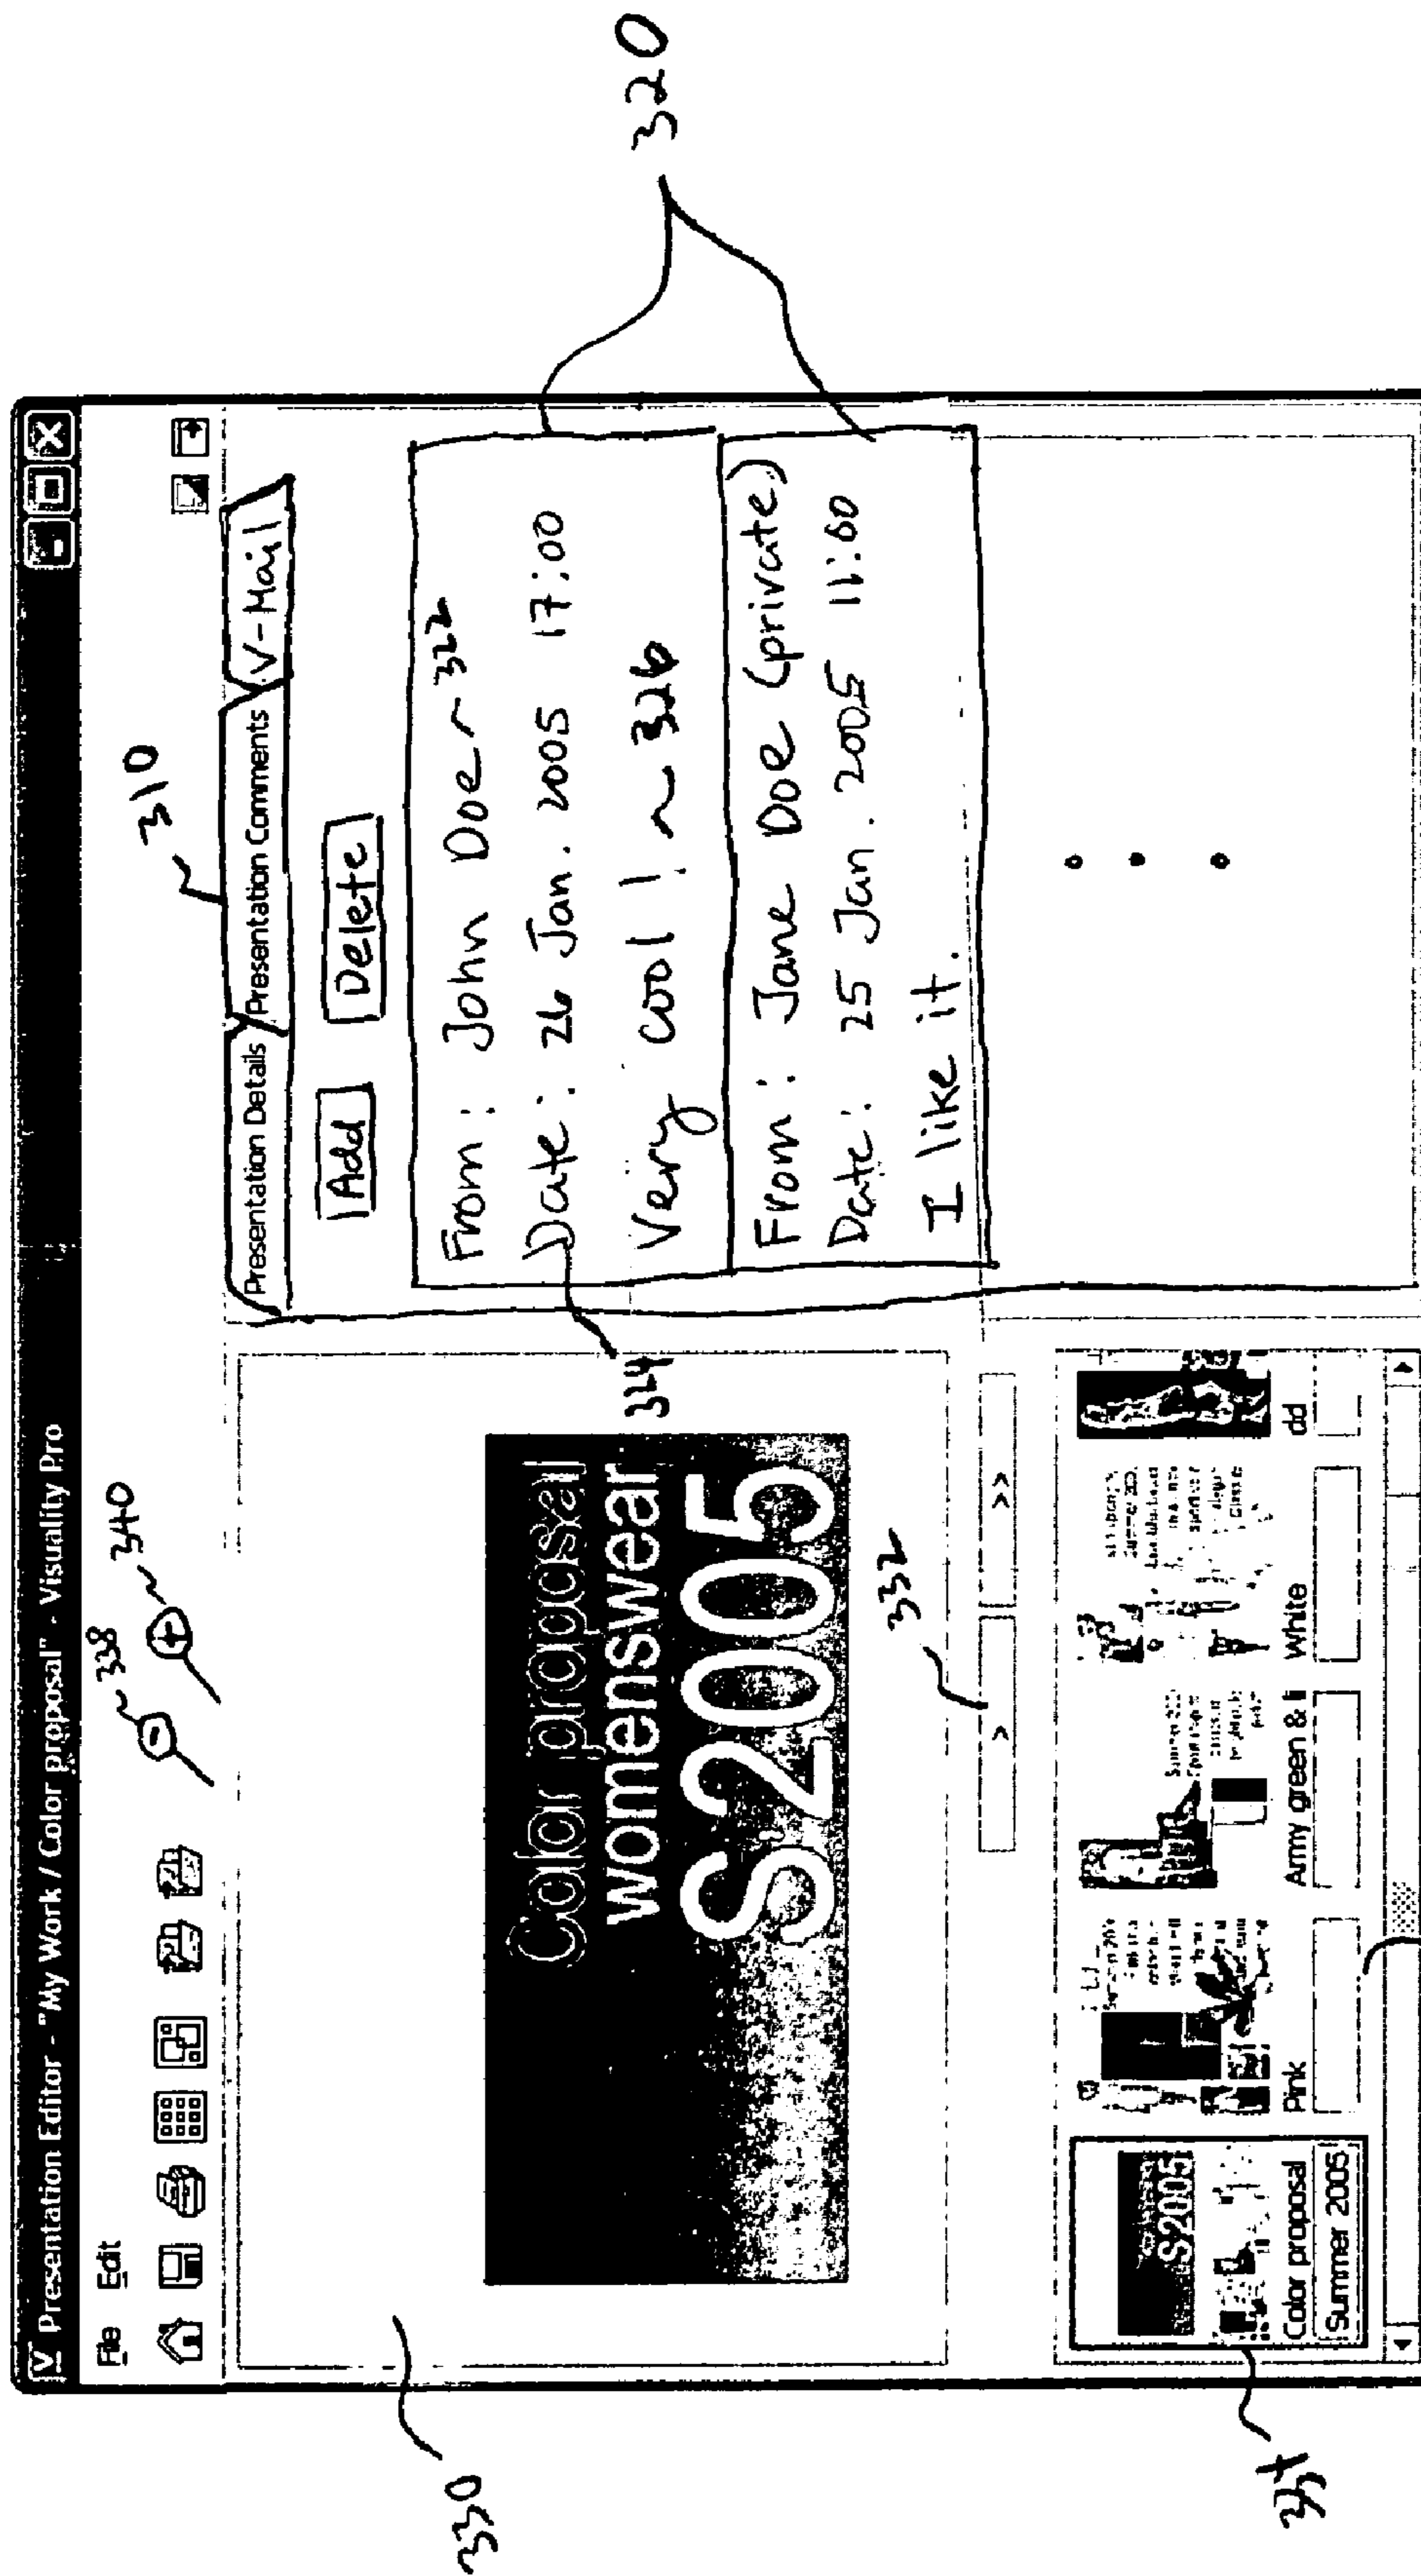 Presentation Editor - "My Work / Color proposal" - Visuality Pro
File Edit
338
340
310
Presentation Details
Presentation Comments
V-Mail
Add
Delete
From: John Doe ~ 322
Date: 26 Jan. 2005 17:00
Very cool! ~ 326
From: Jane Doe (private)
Date: 25 Jan. 2005 11:00
I like it.
320
324
330
Color proposal
womenswear
S2005
332
>
>>
S2005
Color proposal
Summer 2005
Pink
Army green &
White
dd
334